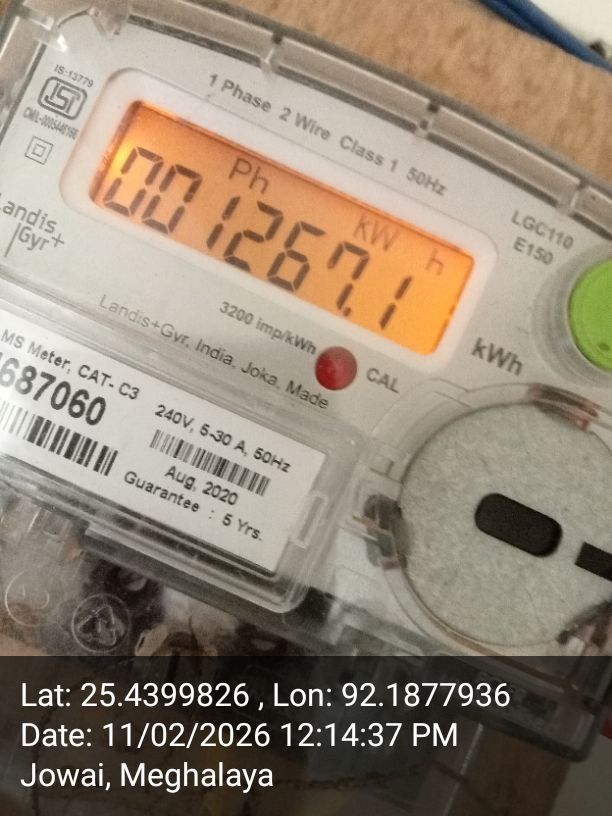 IS:13779
ISI
CM/L-0005446166
1 Phase 2 Wire Class 1 50Hz
Ph
kW h
001267.1
Landis
Gyr+
LGC110
E150
3200 imp/kWh
kWh
CAL
Landis+Gyr, India, Joka, Made
MS Meter, CAT- C3
687060
240V, 5-30 A, 50Hz
Aug, 2020
Guarantee : 5 Yrs.
Lat: 25.4399826 , Lon: 92.1877936
Date: 11/02/2026 12:14:37 PM
Jowai, Meghalaya